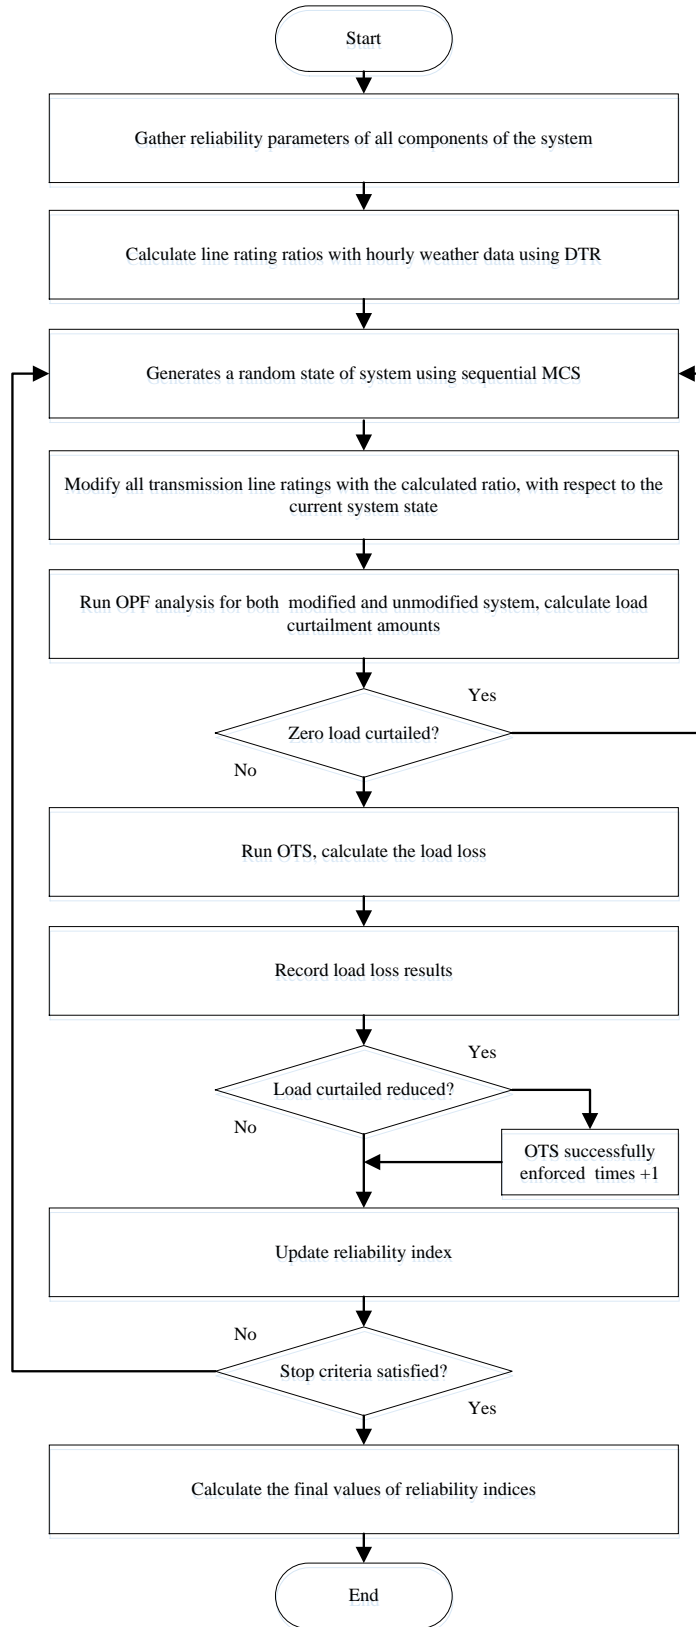 Start
Gather reliability parameters of all components of the system
Calculate line rating ratios with hourly weather data using DTR
Generates a random state of system using sequential MCS
Modify all transmission line ratings with the calculated ratio, with respect to the
current system state
Run OPF analysis for both modified and unmodified system, calculate load
curtailment amounts
Yes
Zero load curtailed?
No
Run OTS, calculate the load loss
Record load loss results
Yes
Load curtailed reduced?
No
OTS successfully
enforced times +1
Update reliability index
No
Stop criteria satisfied?
Yes
Calculate the final values of reliability indices
End